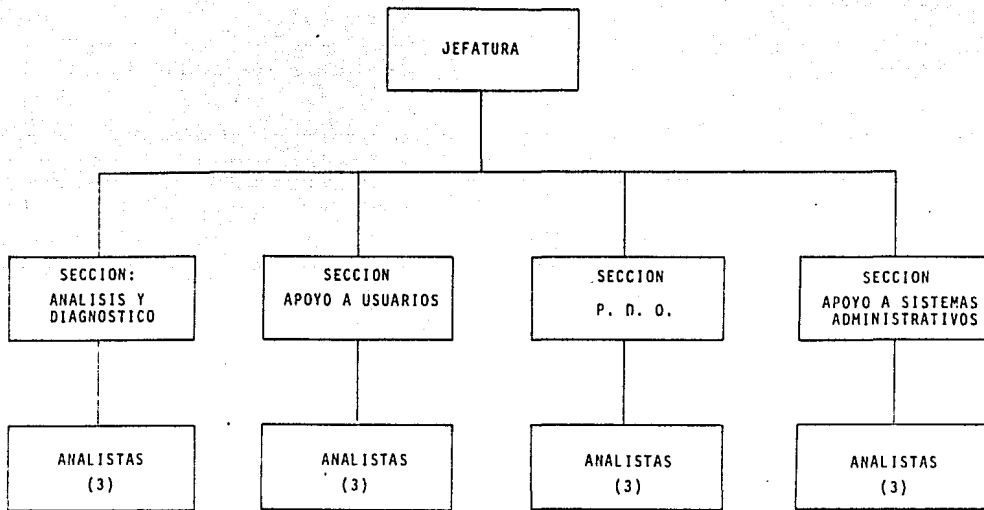 JEFATURA
SECCION:
ANALISIS Y
DIAGNOSTICO
SECCION
APOYO A USUARIOS
SECCION
P. D. O.
SECCION
APOYO A SISTEMAS
ADMINISTRATIVOS
ANALISTAS
(3)
ANALISTAS
(3)
ANALISTAS
(3)
ANALISTAS
(3)